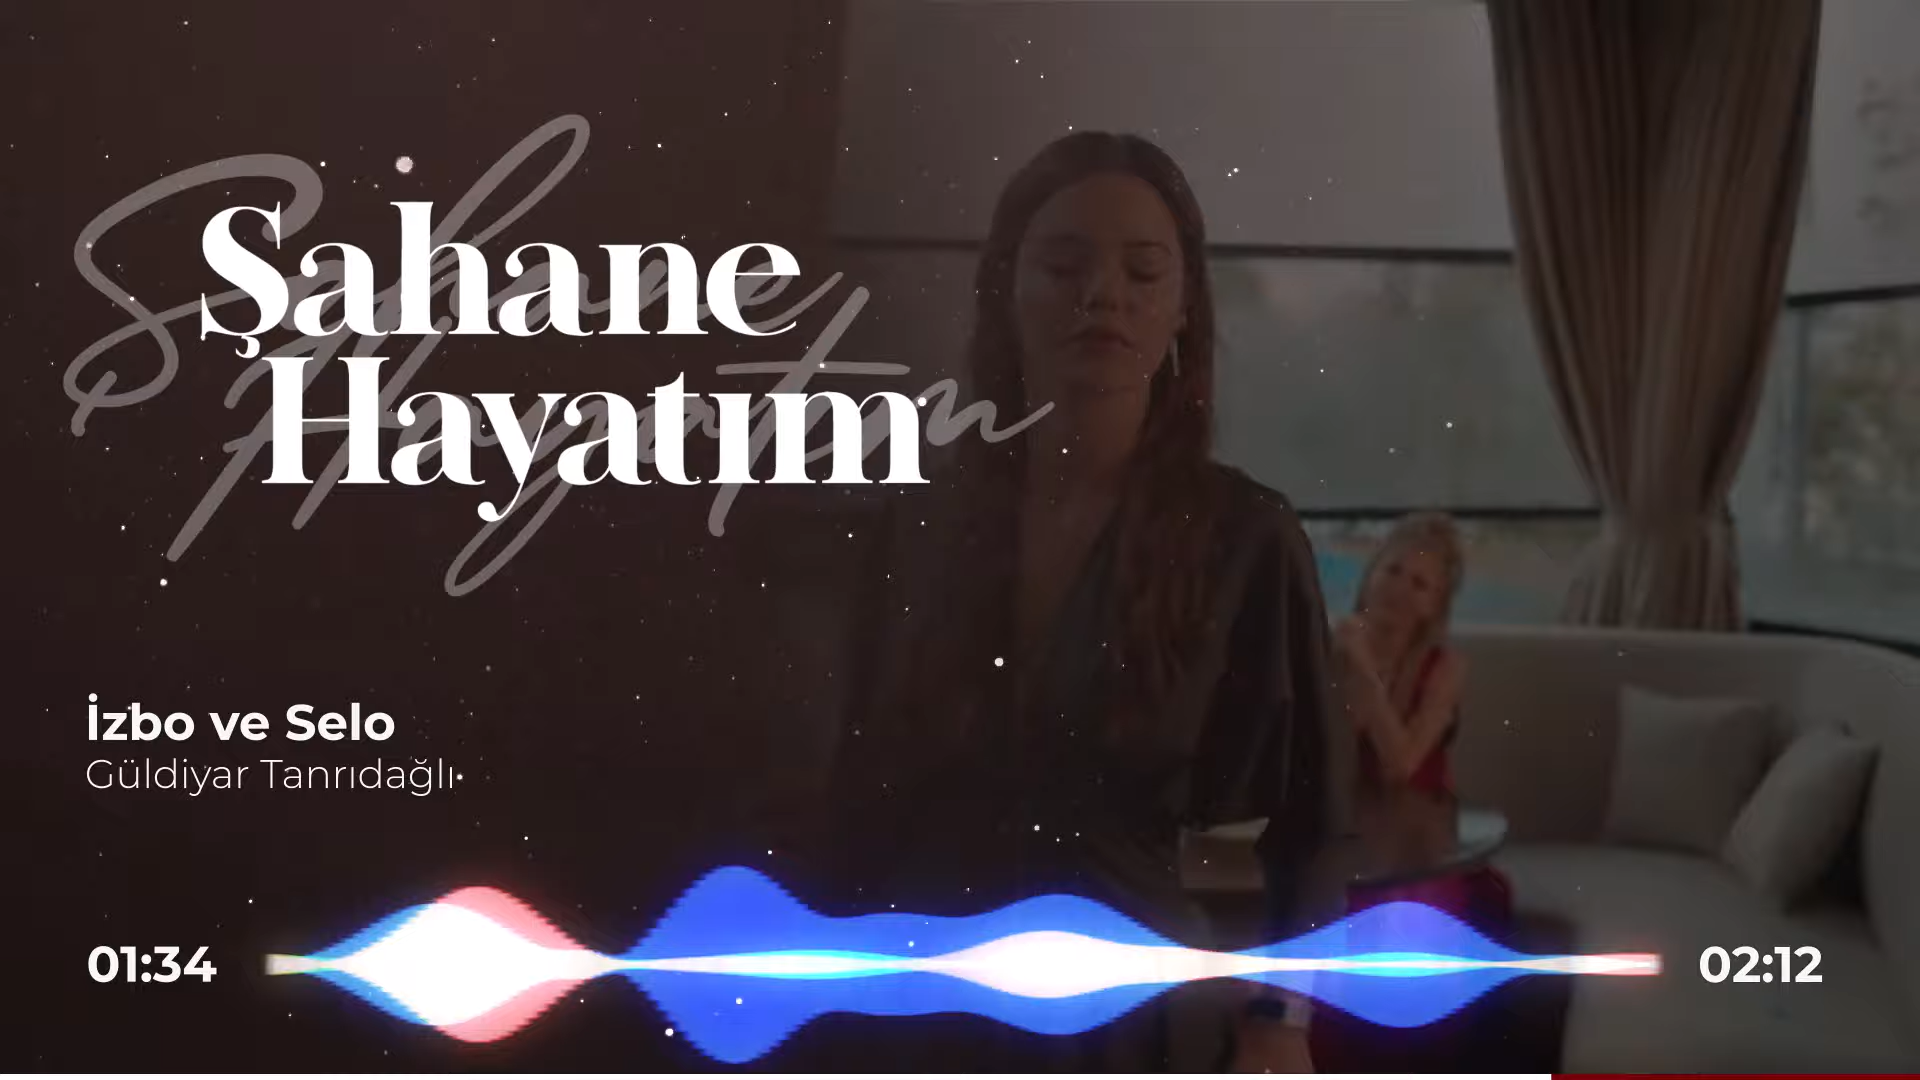 Şahane
Hayatım
İzbo ve Selo
Güldiyar Tanrıdağlı
01:34
02:12